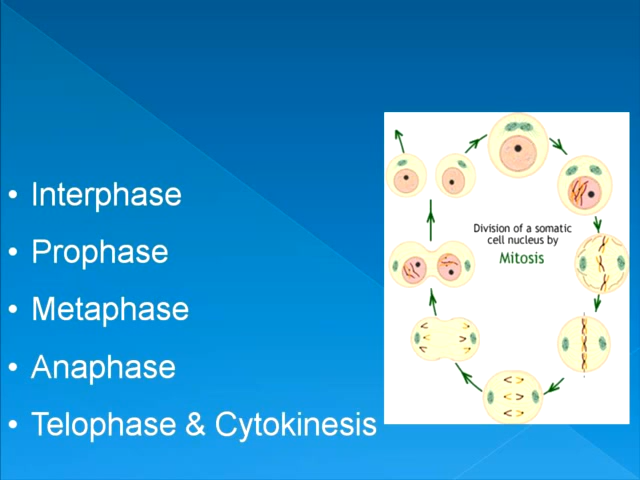 • Interphase
• Prophase
• Metaphase
• Anaphase
• Telophase & Cytokinesis
Division of a somatic
cell nucleus by
Mitosis